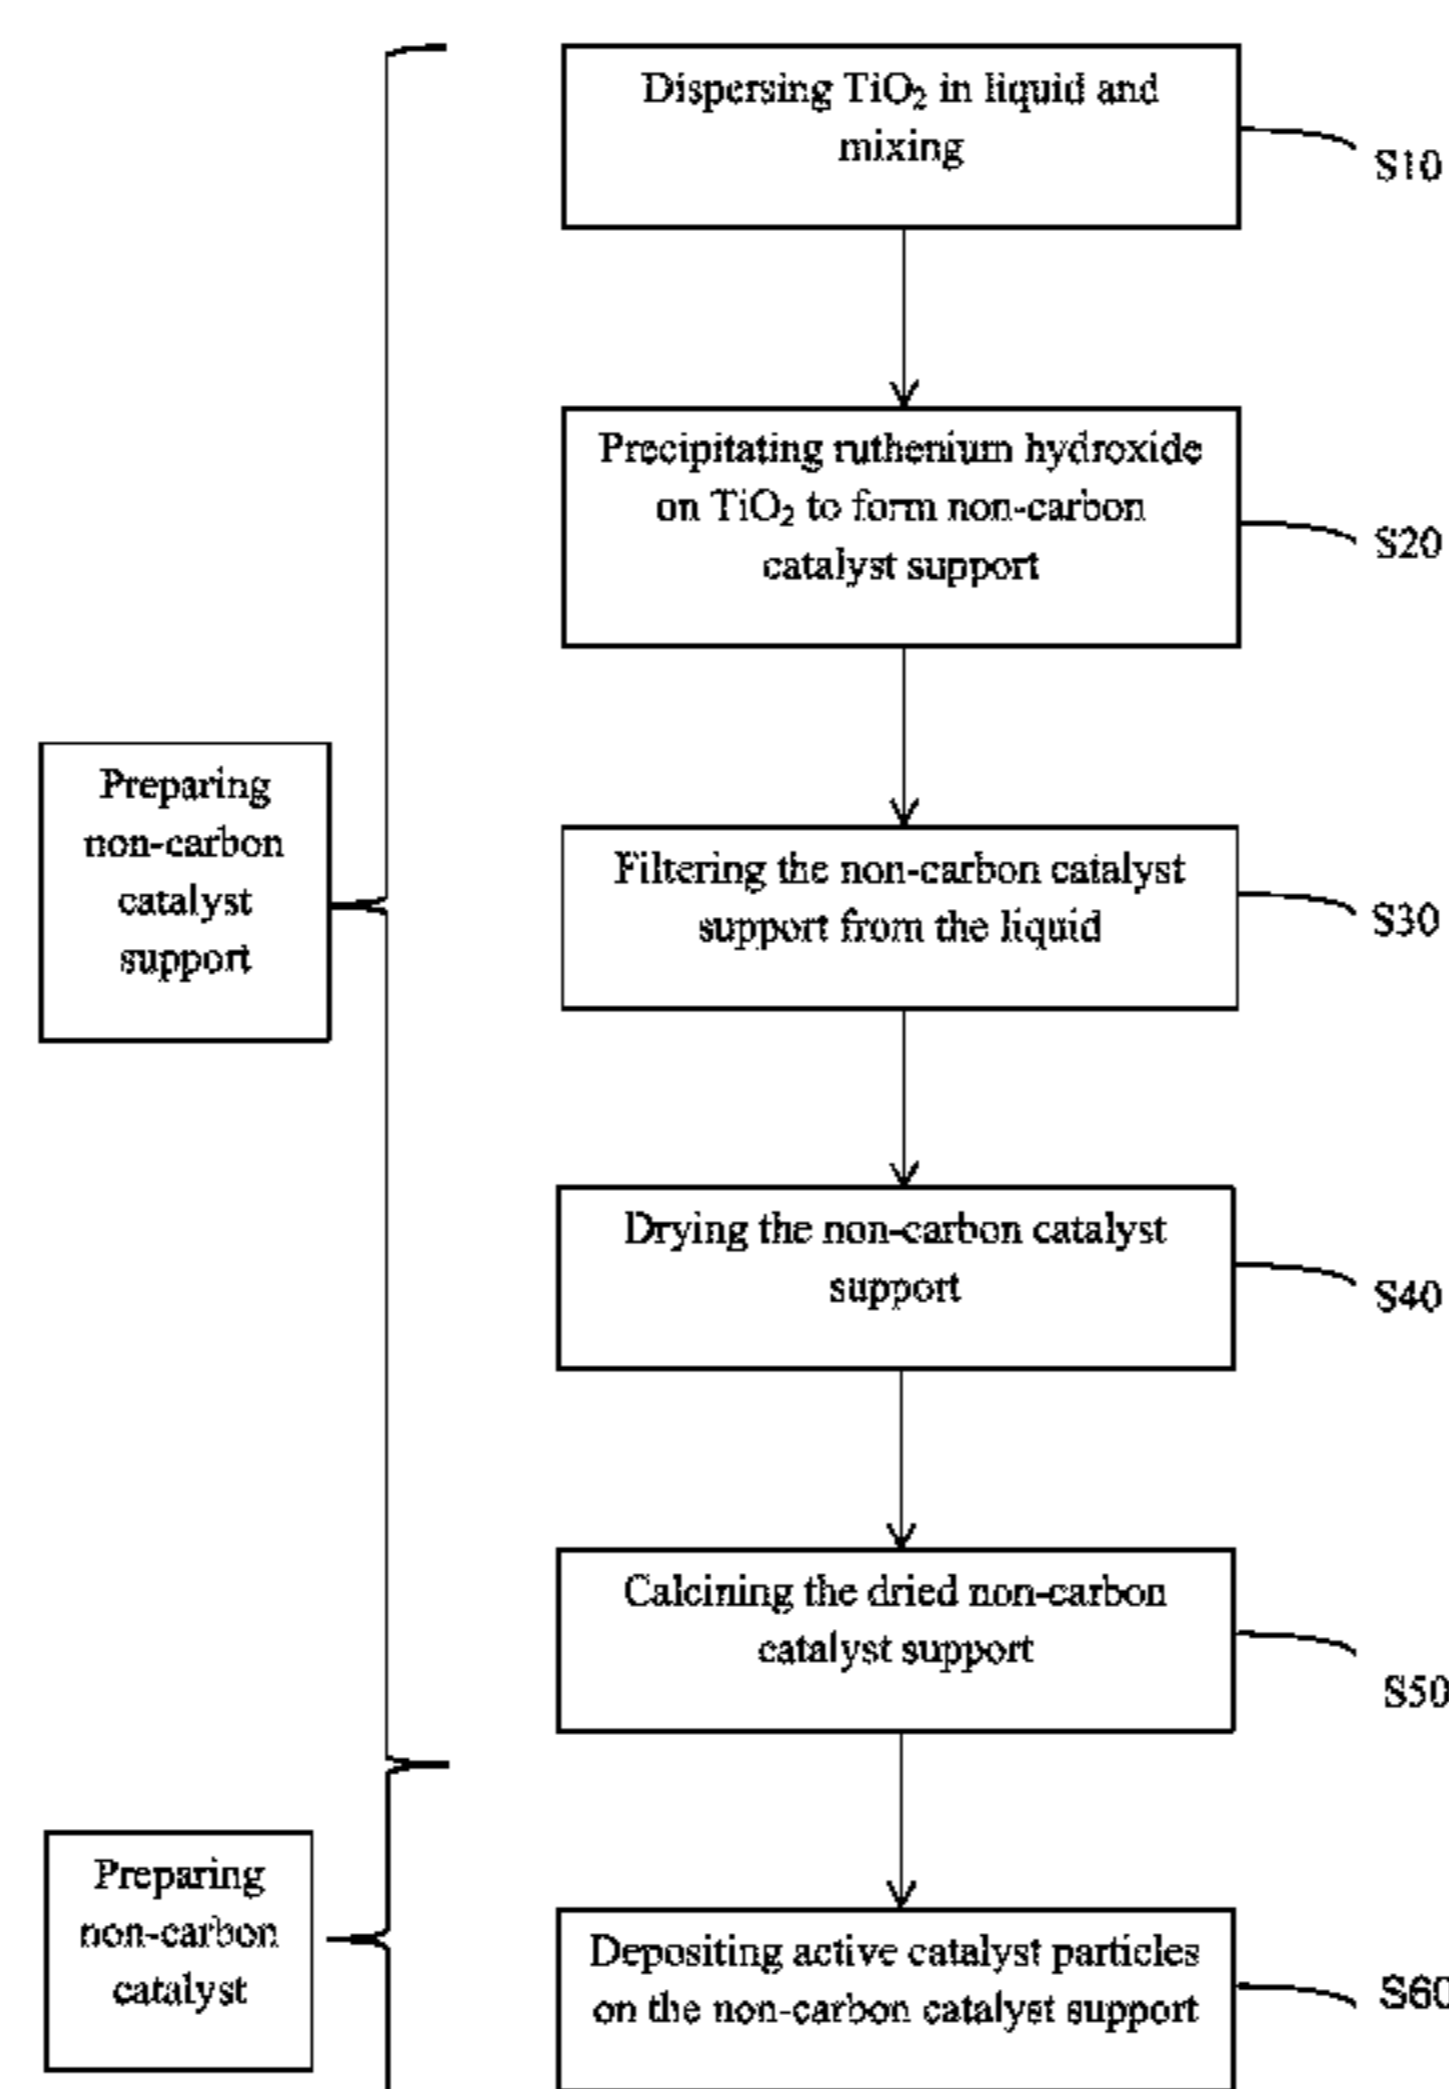 Dispersing TiO₂ in liquid and
mixing
S10
Precipitating ruthenium hydroxide
on TiO₂ to form non-carbon
catalyst support
S20
Preparing
non-carbon
catalyst
support
Filtering the non-carbon catalyst
support from the liquid
S30
Drying the non-carbon catalyst
support
S40
Calcining the dried non-carbon
catalyst support
S50
Preparing
non-carbon
catalyst
Depositing active catalyst particles
on the non-carbon catalyst support
S60